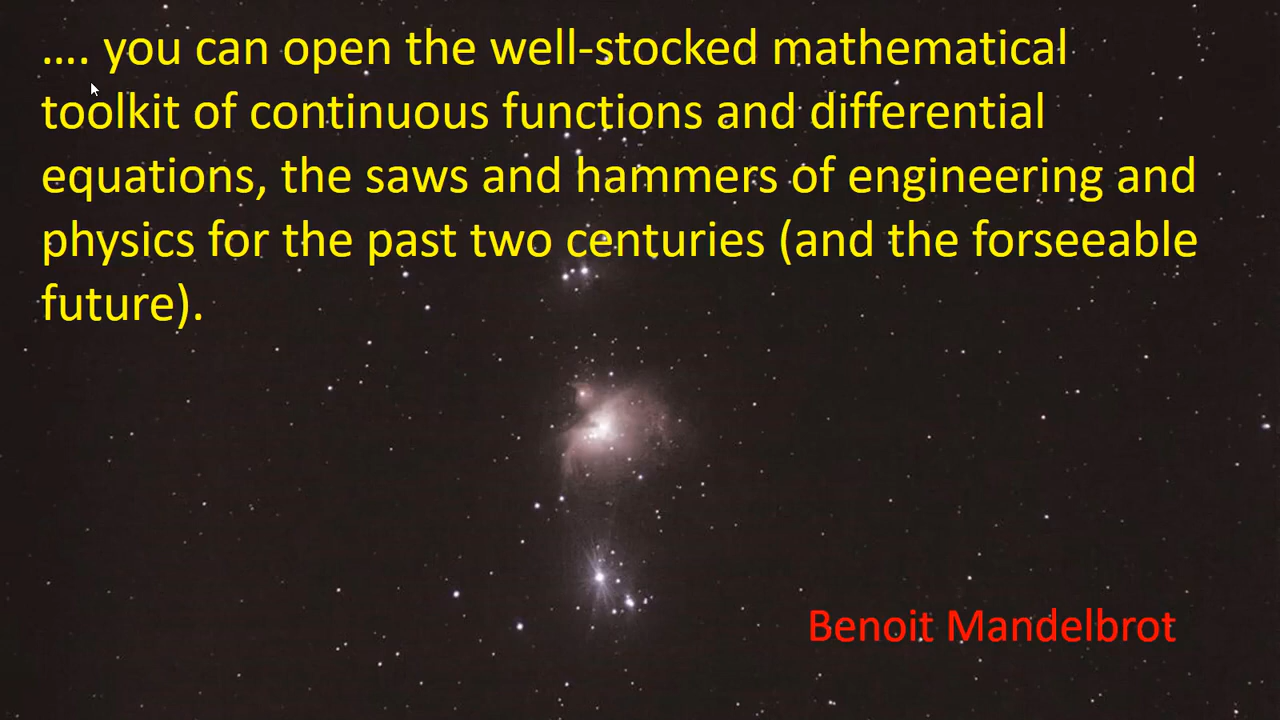 .... you can open the well-stocked mathematical
toolkit of continuous functions and differential
equations, the saws and hammers of engineering and
physics for the past two centuries (and the forseeable
future).
Benoit Mandelbrot